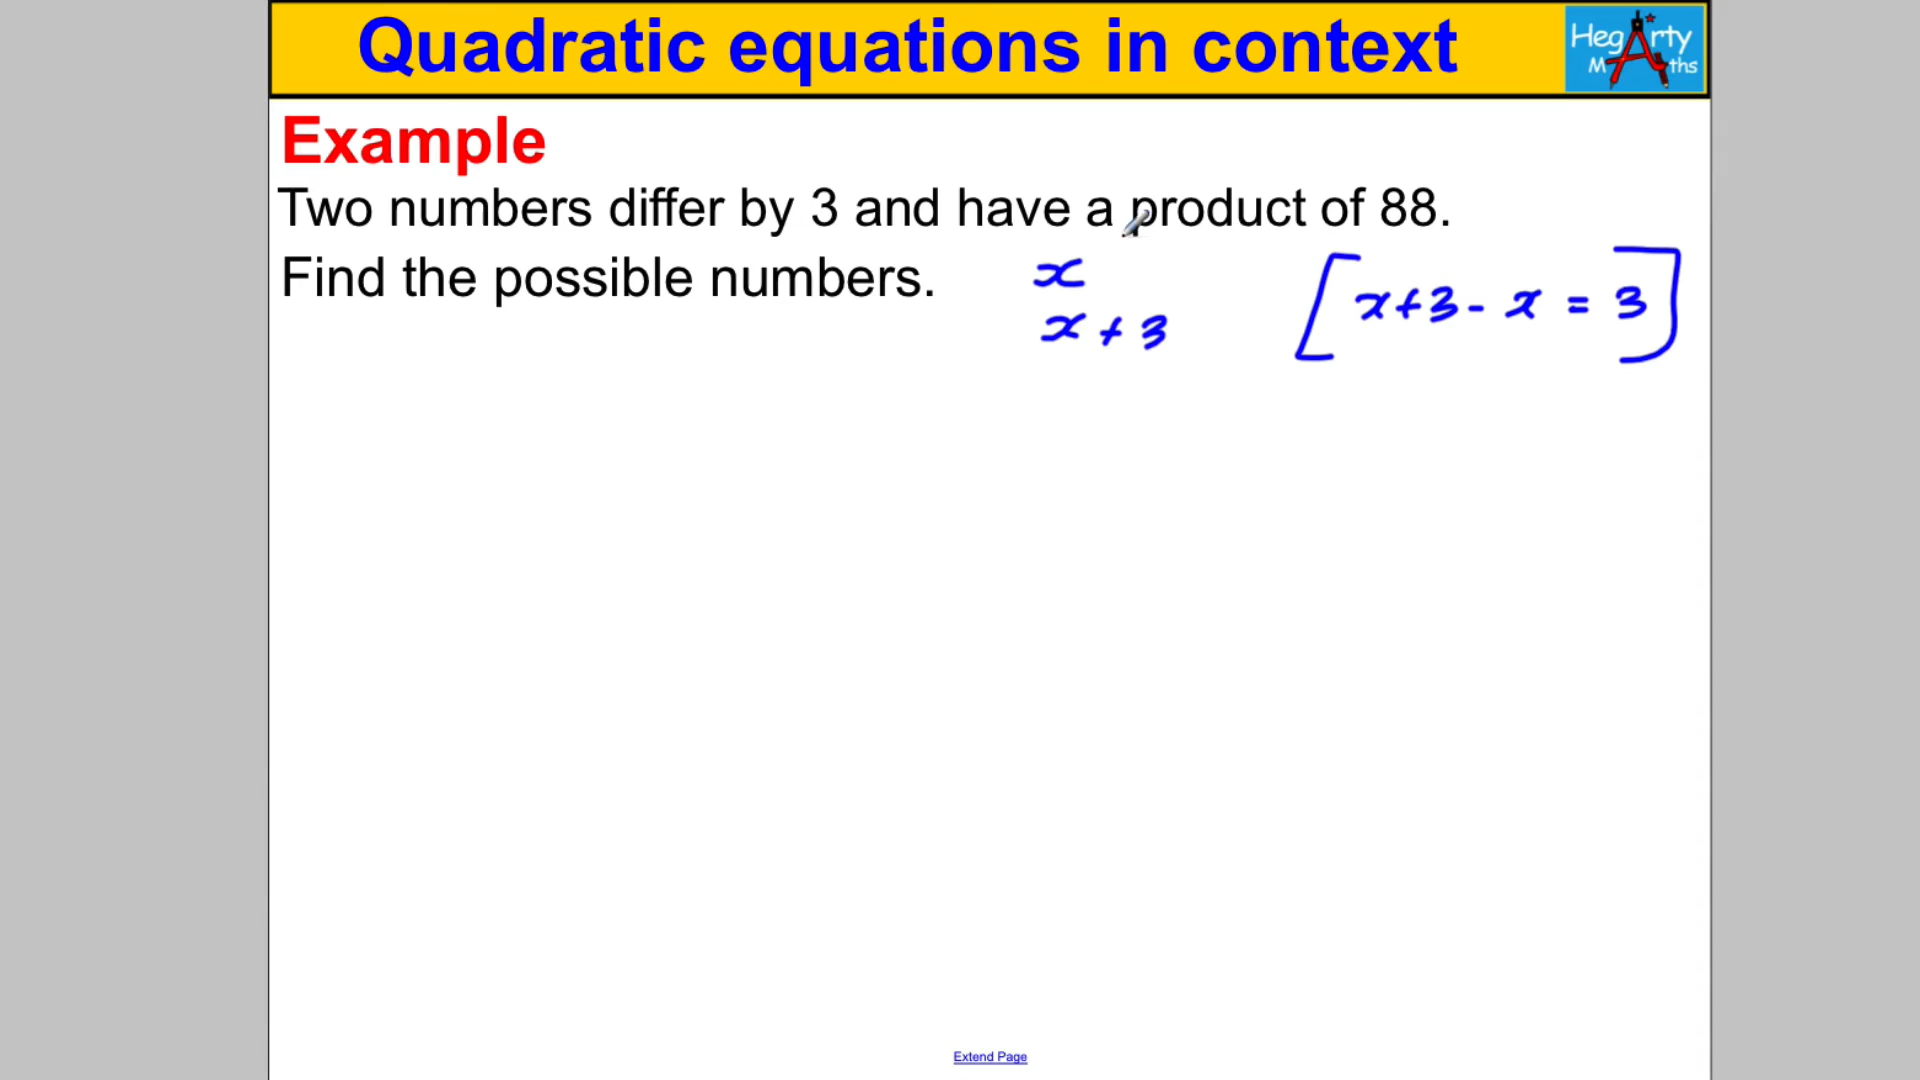 Quadratic equations in context
Hegarty
Maths
Example
Two numbers differ by 3 and have a product of 88.
Find the possible numbers.
x
x + 3
[x+3 - x = 3]
Extend Page